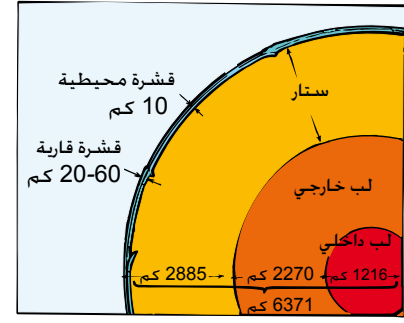 قشرة محيطية
10 كم
ستار
قشرة قارية
20-60 كم
لب خارجي
لب داخلي
1216 كم
2270 كم
2885 كم
6371 كم